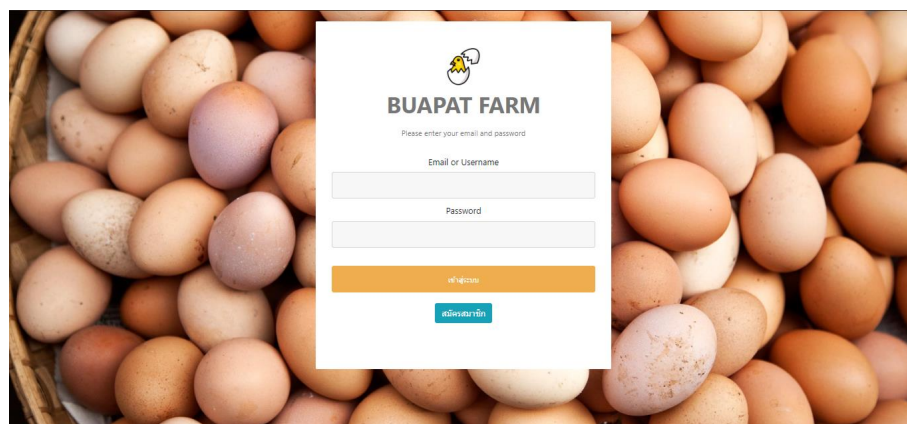 BUAPAT FARM
Please enter your email and password
Email or Username
Password
เข้าสู่ระบบ
สมัครสมาชิก